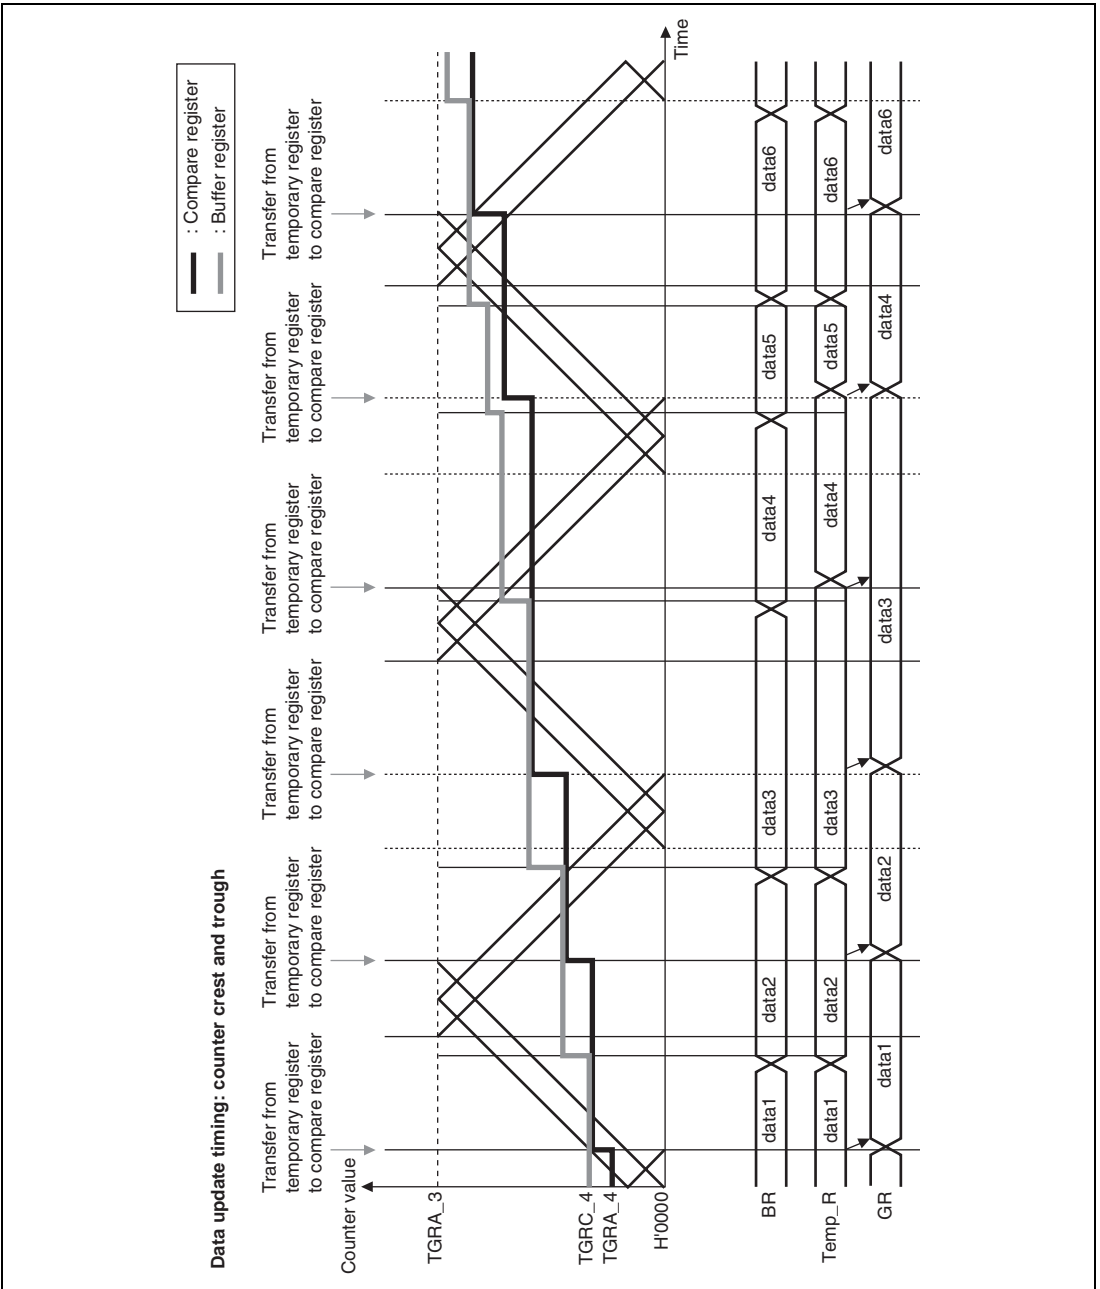 Data update timing: counter crest and trough
: Compare register
: Buffer register
Transfer from
temporary register
to compare register
Transfer from
temporary register
to compare register
Transfer from
temporary register
to compare register
Transfer from
temporary register
to compare register
Transfer from
temporary register
to compare register
Transfer from
temporary register
to compare register
Counter value
TGRA_3
TGRC_4
TGRA_4
H'0000
Time
BR
data1
data2
data3
data4
data5
data6
Temp_R
data1
data2
data3
data4
data5
data6
GR
data1
data2
data3
data4
data6